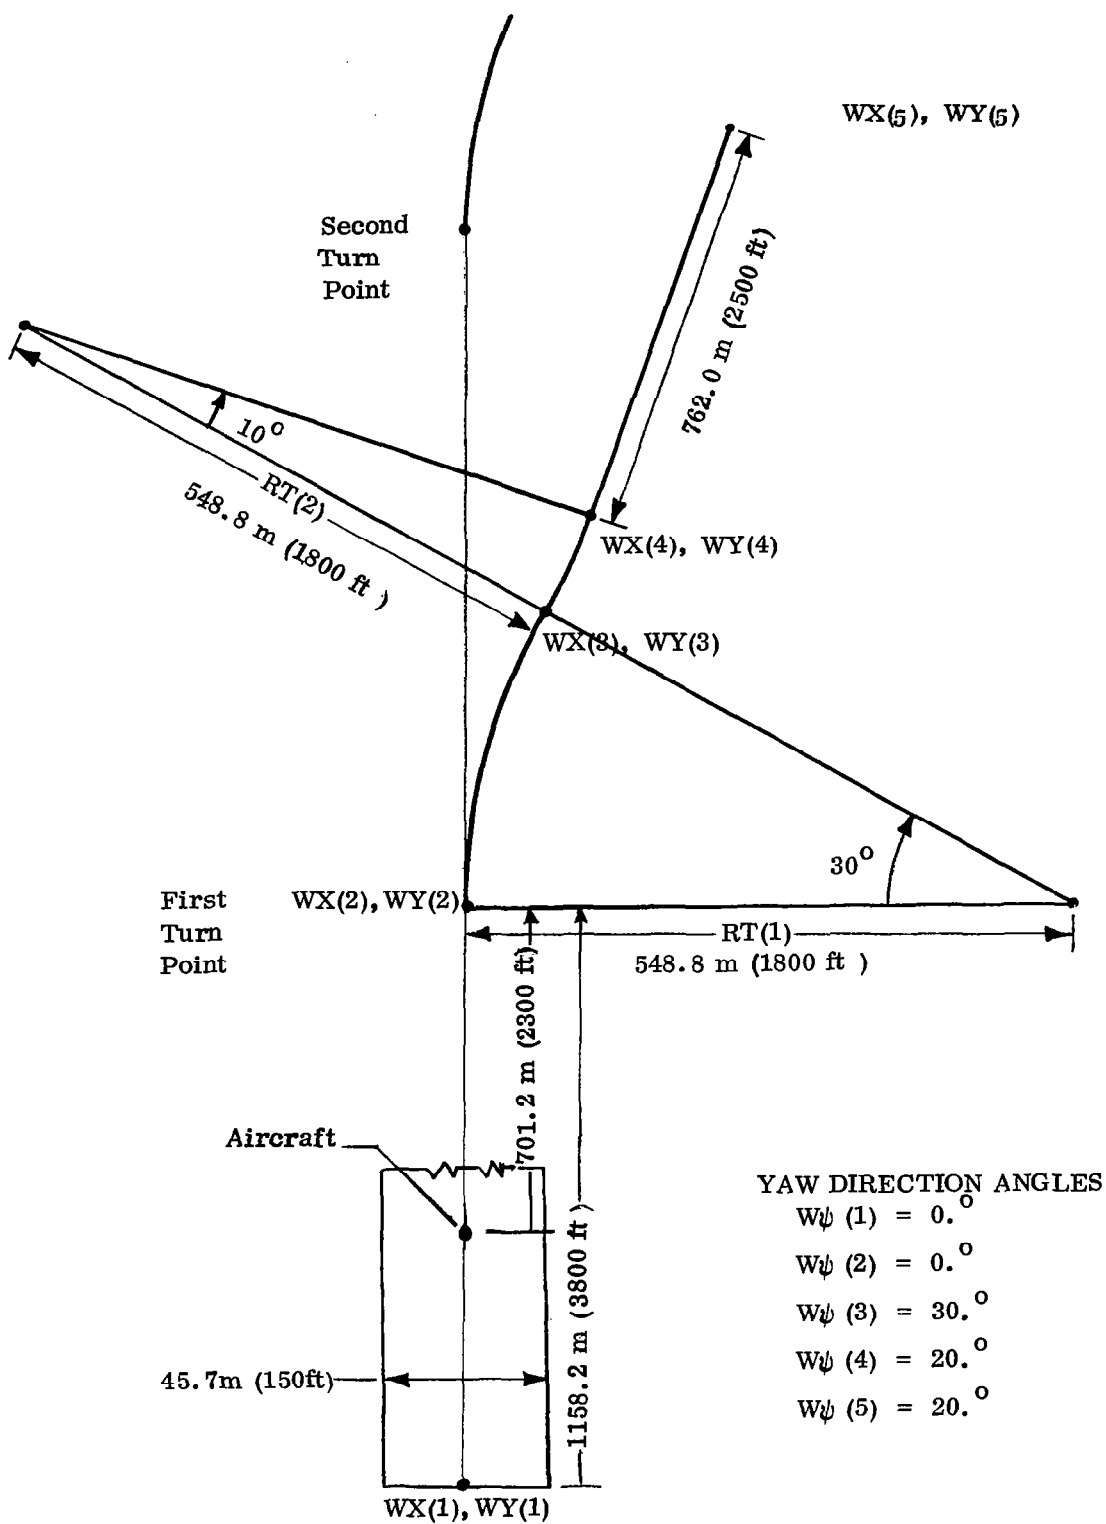 WX(5), WY(5)
Second
Turn
Point
762.0 m (2500 ft)
10°
RT(2)
548.8 m (1800 ft )
WX(4), WY(4)
WX(3), WY(3)
30°
First
Turn
Point
WX(2), WY(2)
RT(1)
548.8 m (1800 ft )
701.2 m (2300 ft)
1158.2 m (3800 ft )
Aircraft
45.7m (150ft)
WX(1), WY(1)
YAW DIRECTION ANGLES
Wψ (1) = 0.°
Wψ (2) = 0.°
Wψ (3) = 30.°
Wψ (4) = 20.°
Wψ (5) = 20.°